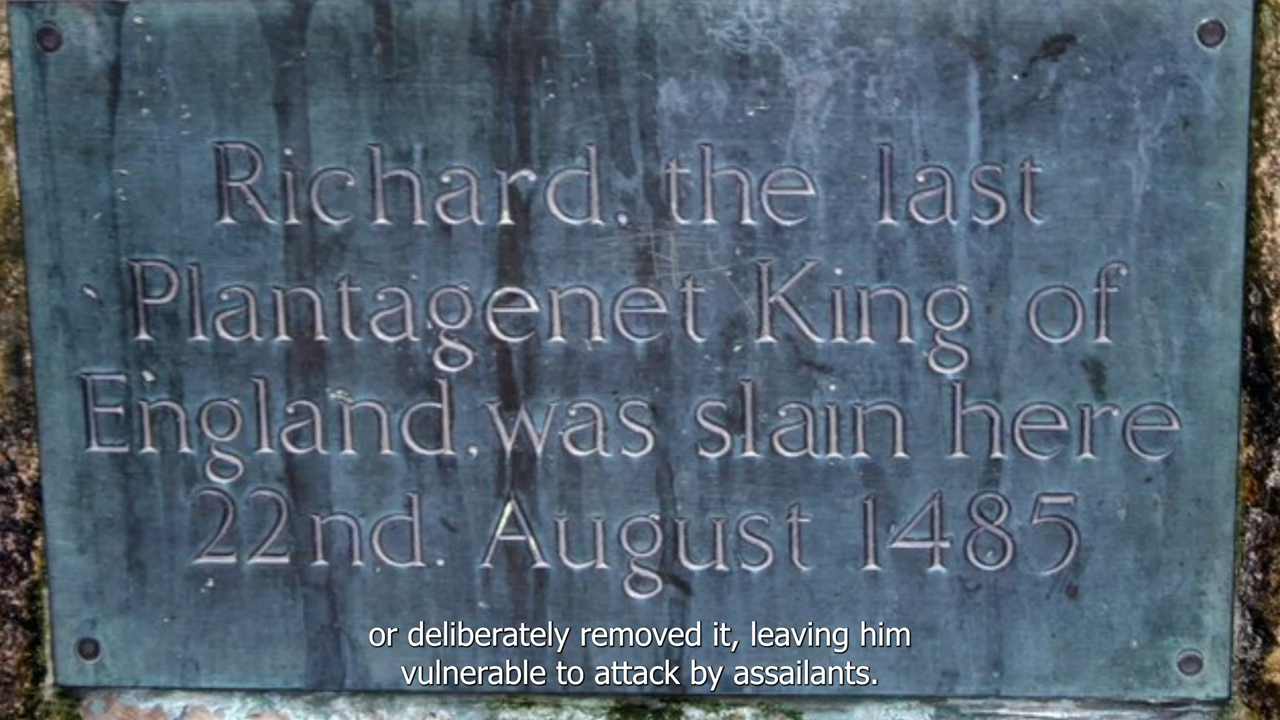 Richard. the last
Plantagenet King of
England, was slain here
22nd. August 1485
or deliberately removed it, leaving him
vulnerable to attack by assailants.